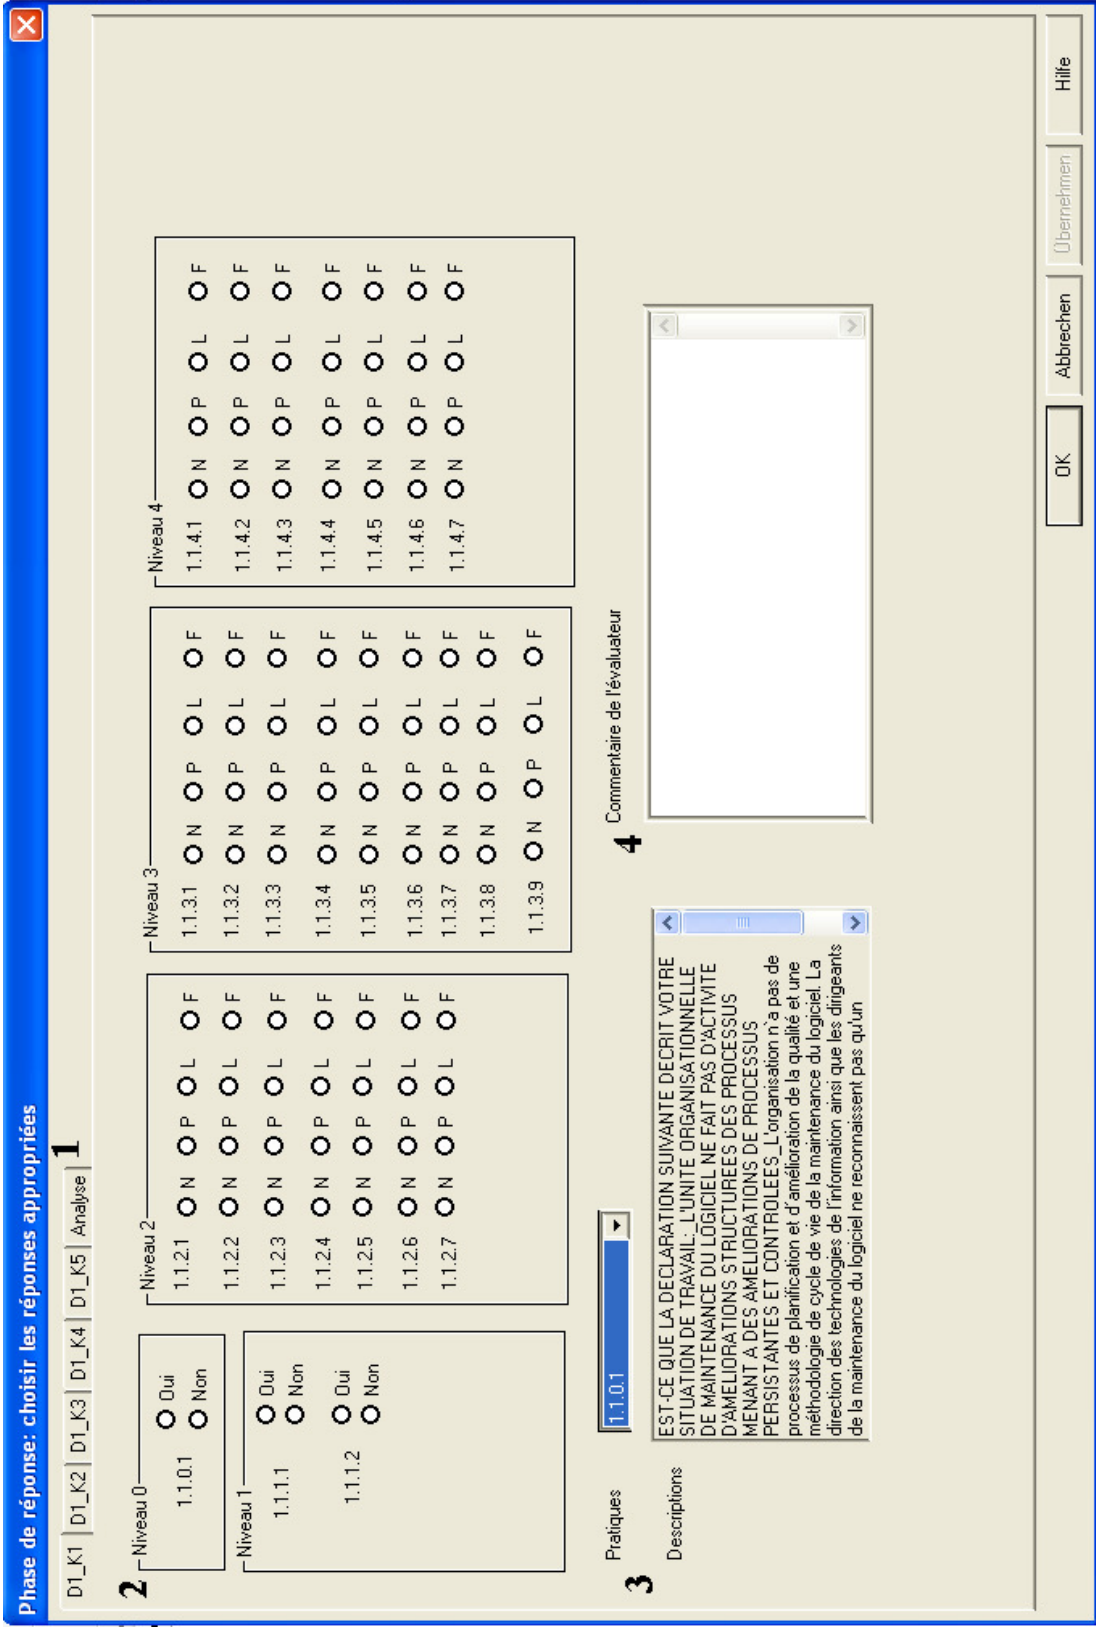 Phase de réponse: choisir les réponses appropriées
D1_K1 D1_K2 D1_K3 D1_K4 D1_K5 Analyse 1
2
Niveau 0
1.1.0.1
Oui
Non
Niveau 1
1.1.1.1
Oui
Non
1.1.1.2
Oui
Non
Niveau 2
1.1.2.1 N P L F
1.1.2.2 N P L F
1.1.2.3 N P L F
1.1.2.4 N P L F
1.1.2.5 N P L F
1.1.2.6 N P L F
1.1.2.7 N P L F
Niveau 3
1.1.3.1 N P L F
1.1.3.2 N P L F
1.1.3.3 N P L F
1.1.3.4 N P L F
1.1.3.5 N P L F
1.1.3.6 N P L F
1.1.3.7 N P L F
1.1.3.8 N P L F
1.1.3.9 N P L F
Niveau 4
1.1.4.1 N P L F
1.1.4.2 N P L F
1.1.4.3 N P L F
1.1.4.4 N P L F
1.1.4.5 N P L F
1.1.4.6 N P L F
1.1.4.7 N P L F
3
Pratiques
1.1.0.1
Descriptions
EST-CE QUE LA DECLARATION SUIVANTE DECRIT VOTRE
SITUATION DE TRAVAIL:_L'UNITE ORGANISATIONNELLE
DE MAINTENANCE DU LOGICIEL NE FAIT PAS D'ACTIVITE
D'AMELIORATIONS STRUCTUREES DES PROCESSUS
MENANT A DES AMELIORATIONS DE PROCESSUS
PERSISTANTES ET CONTROLEES_L'organisation n`a pas de
processus de planification et d`amélioration de la qualité et une
méthodologie de cycle de vie de la maintenance du logiciel. La
direction des technologies de l'information ainsi que les dirigeants
de la maintenance du logiciel ne reconnaissent pas qu'un
4
Commentaire de l'évaluateur
OK Abbrechen Übernehmen Hilfe